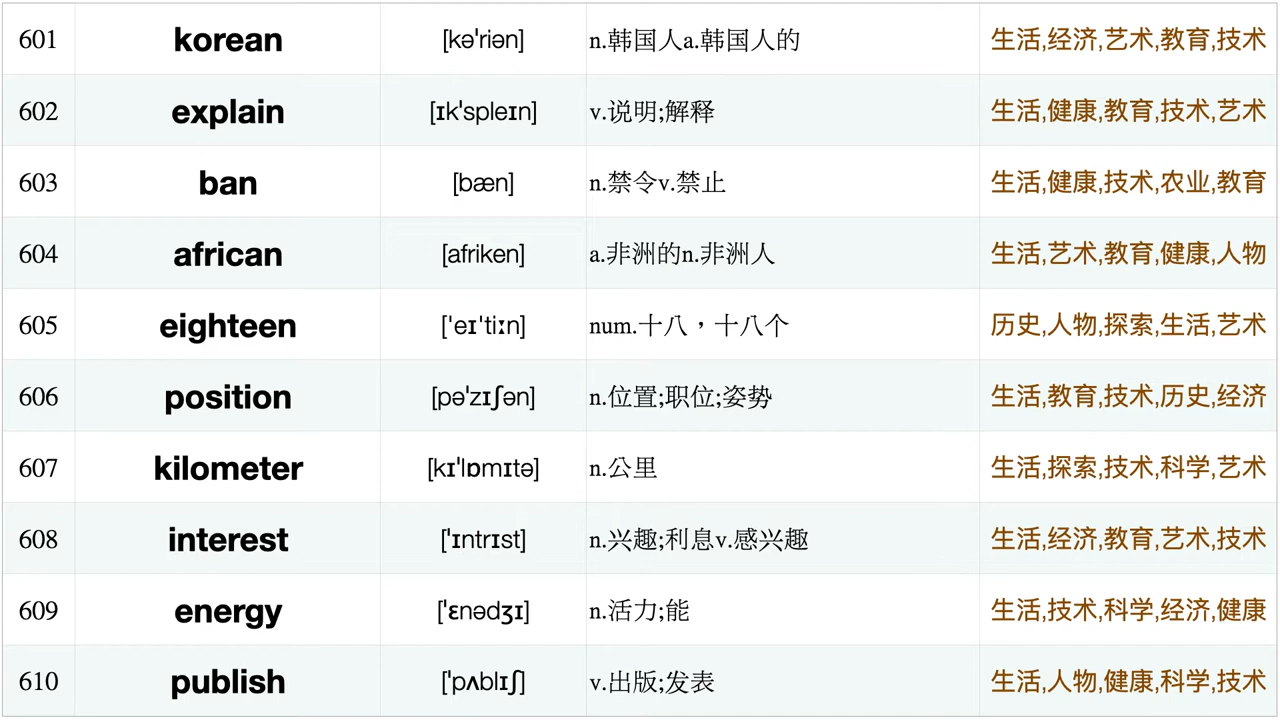 601 korean [kə'riən] n.韩国人a.韩国人的 生活,经济,艺术,教育,技术
602 explain [ɪk'spleɪn] v.说明;解释 生活,健康,教育,技术,艺术
603 ban [bæn] n.禁令v.禁止 生活,健康,技术,农业,教育
604 african [afriken] a.非洲的n.非洲人 生活,艺术,教育,健康,人物
605 eighteen ['eɪ'tiːn] num.十八，十八个 历史,人物,探索,生活,艺术
606 position [pə'zɪʃən] n.位置;职位;姿势 生活,教育,技术,历史,经济
607 kilometer [kɪ'lɒmɪtə] n.公里 生活,探索,技术,科学,艺术
608 interest ['ɪntrɪst] n.兴趣;利息v.感兴趣 生活,经济,教育,艺术,技术
609 energy ['ɛnədʒɪ] n.活力;能 生活,技术,科学,经济,健康
610 publish ['pʌblɪʃ] v.出版;发表 生活,人物,健康,科学,技术